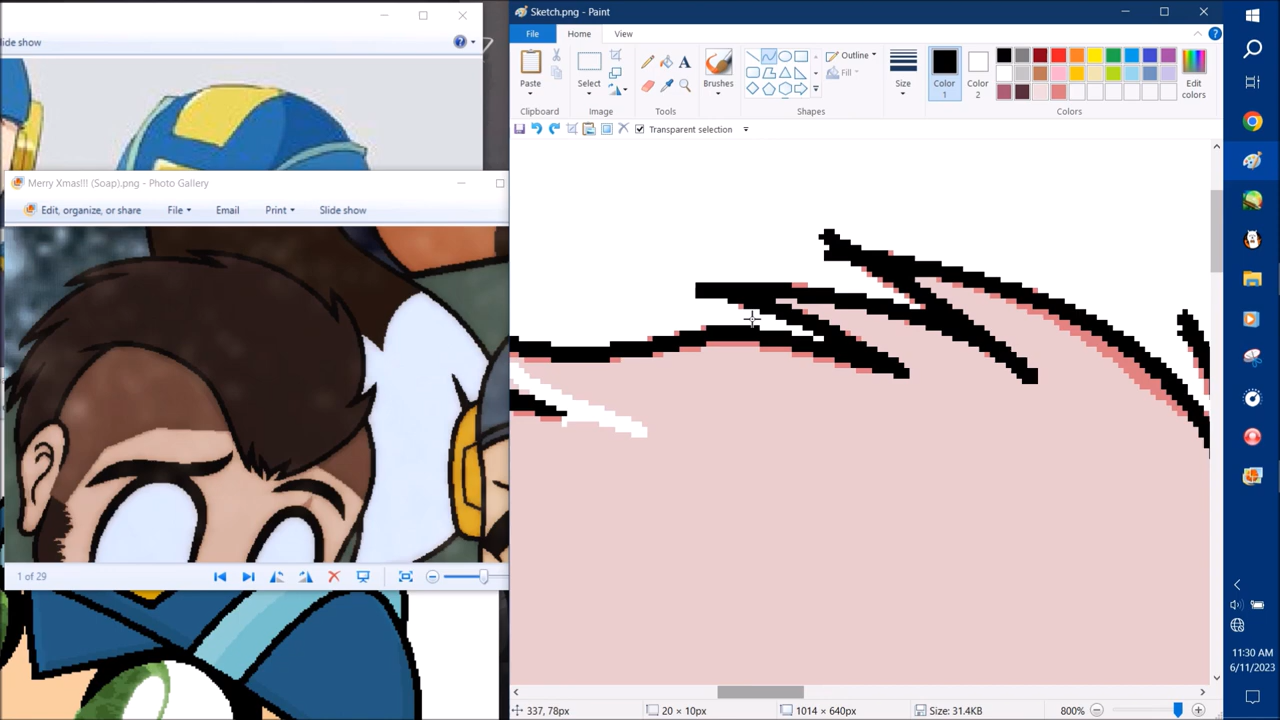 Sketch.png - Paint
File Home View
Paste
Select
Brushes
Outline
Fill
Size
Color
1
Color
2
Edit
colors
Clipboard
Image
Tools
Shapes
Colors
Transparent selection
lide show
Merry Xmas!!! (Soap).png - Photo Gallery
Edit, organize, or share File Email Print Slide show
1 of 29
337, 78px
20 × 10px
1014 × 640px
Size: 31.4KB
800%
11:30 AM
6/11/2023